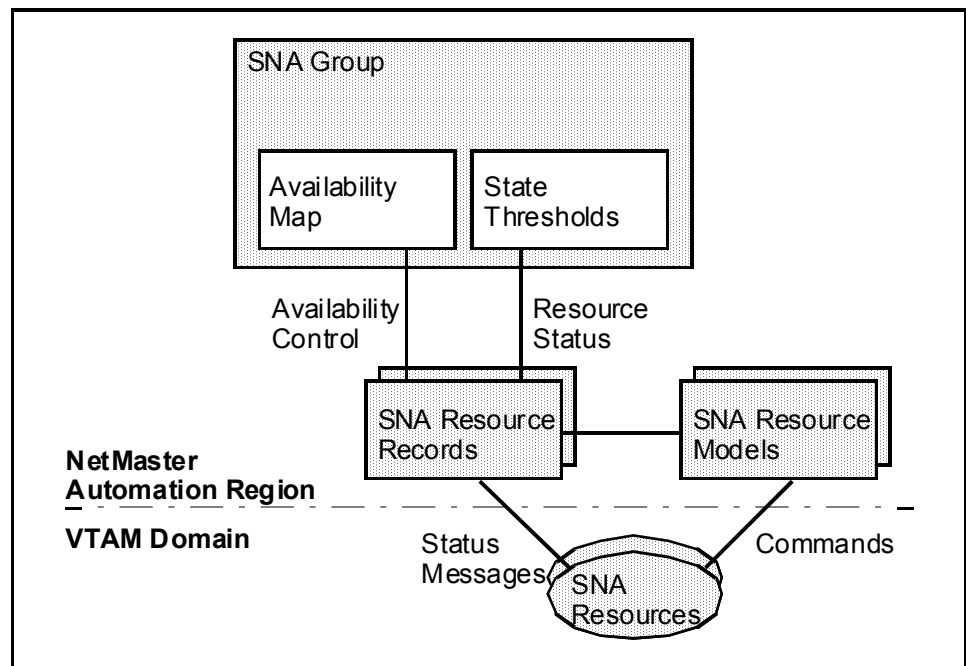 SNA Group
Availability
Map
State
Thresholds
Availability
Control
Resource
Status
SNA Resource
Records
SNA Resource
Models
NetMaster
Automation Region
VTAM Domain
Status
Messages
Commands
SNA
Resources